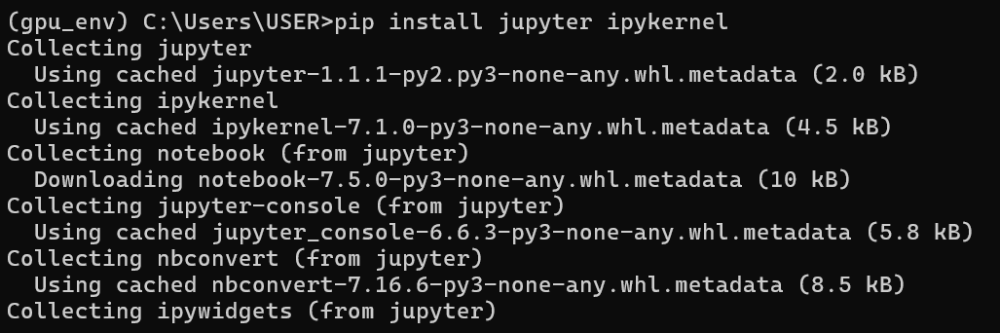 (gpu_env) C:\Users\USER>pip install jupyter ipykernel
Collecting jupyter
  Using cached jupyter-1.1.1-py2.py3-none-any.whl.metadata (2.0 kB)
Collecting ipykernel
  Using cached ipykernel-7.1.0-py3-none-any.whl.metadata (4.5 kB)
Collecting notebook (from jupyter)
  Downloading notebook-7.5.0-py3-none-any.whl.metadata (10 kB)
Collecting jupyter-console (from jupyter)
  Using cached jupyter_console-6.6.3-py3-none-any.whl.metadata (5.8 kB)
Collecting nbconvert (from jupyter)
  Using cached nbconvert-7.16.6-py3-none-any.whl.metadata (8.5 kB)
Collecting ipywidgets (from jupyter)